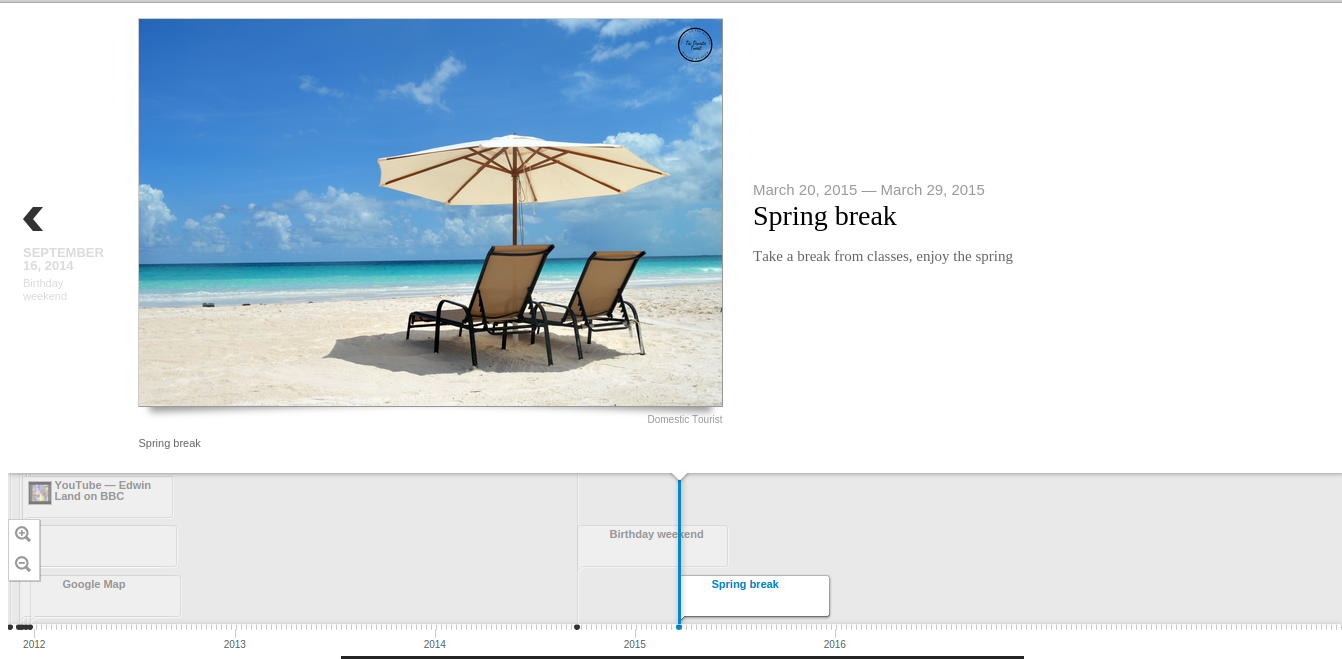 The Domestic
Tourist
March 20, 2015 — March 29, 2015
Spring break
Take a break from classes, enjoy the spring
SEPTEMBER
16, 2014
Birthday
weekend
Domestic Tourist
Spring break
YouTube — Edwin
Land on BBC
Birthday weekend
Google Map
Spring break
2012
2013
2014
2015
2016